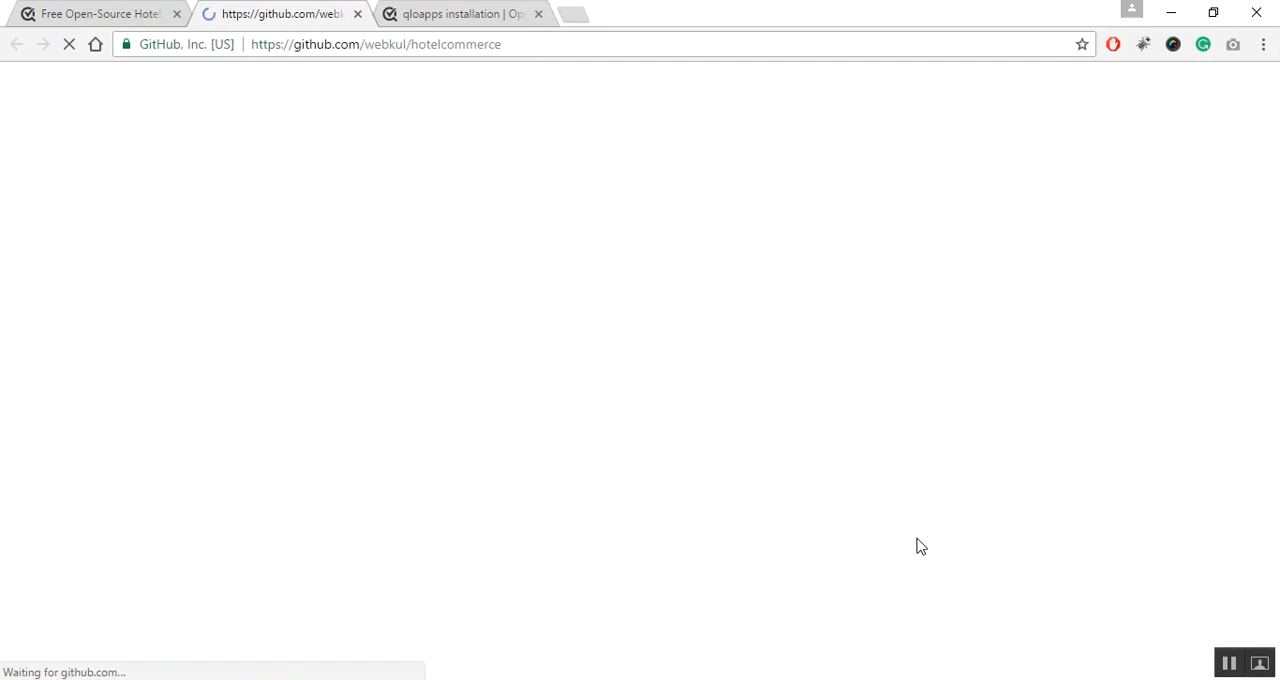 Free Open-Source Hotel
https://github.com/webk
qloapps installation | Op
GitHub, Inc. [US] | https://github.com/webkul/hotelcommerce
Waiting for github.com...